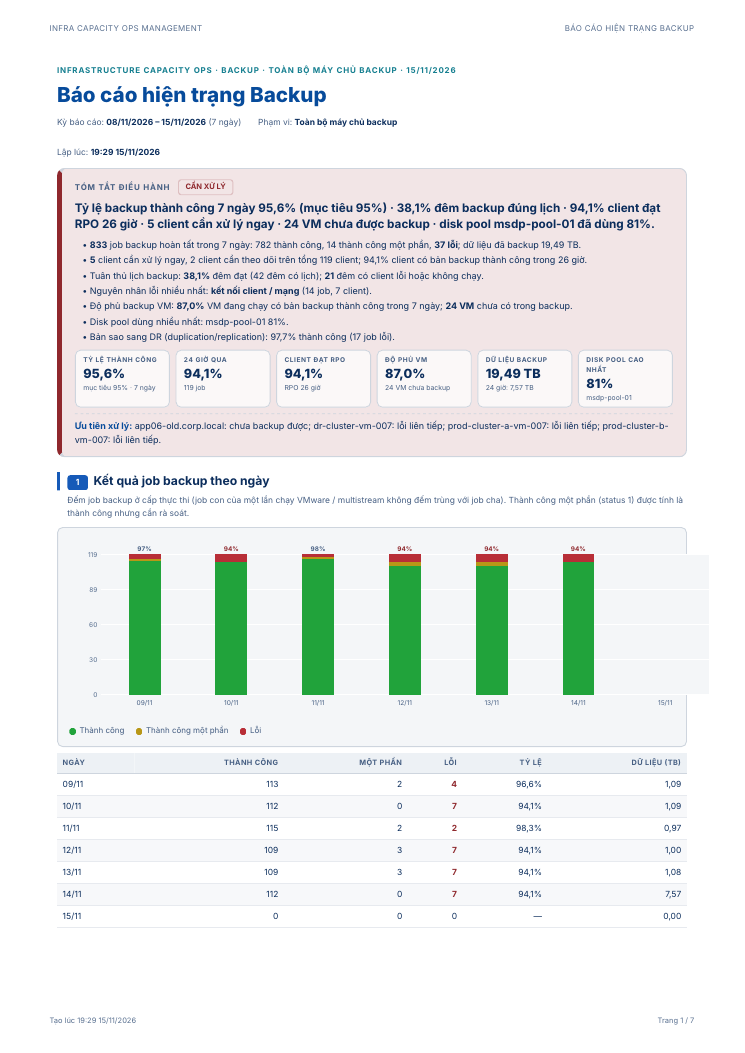 INFRA CAPACITY OPS MANAGEMENT
BÁO CÁO HIỆN TRẠNG BACKUP
INFRASTRUCTURE CAPACITY OPS · BACKUP · TOÀN BỘ MÁY CHỦ BACKUP · 15/11/2026
Báo cáo hiện trạng Backup
Kỳ báo cáo: 08/11/2026 – 15/11/2026 (7 ngày) Phạm vi: Toàn bộ máy chủ backup
Lập lúc: 19:29 15/11/2026
TÓM TẮT ĐIỀU HÀNH CẦN XỬ LÝ
Tỷ lệ backup thành công 7 ngày 95,6% (mục tiêu 95%) · 38,1% đêm backup đúng lịch · 94,1% client đạt
RPO 26 giờ · 5 client cần xử lý ngay · 24 VM chưa được backup · disk pool msdp-pool-01 đã dùng 81%.
• 833 job backup hoàn tất trong 7 ngày: 782 thành công, 14 thành công một phần, 37 lỗi; dữ liệu đã backup 19,49 TB.
• 5 client cần xử lý ngay, 2 client cần theo dõi trên tổng 119 client; 94,1% client có bản backup thành công trong 26 giờ.
• Tuân thủ lịch backup: 38,1% đêm đạt (42 đêm có lịch); 21 đêm có client lỗi hoặc không chạy.
• Nguyên nhân lỗi nhiều nhất: kết nối client / mạng (14 job, 7 client).
• Độ phủ backup VM: 87,0% VM đang chạy có bản backup thành công trong 7 ngày; 24 VM chưa có trong backup.
• Disk pool dùng nhiều nhất: msdp-pool-01 81%.
• Bản sao sang DR (duplication/replication): 97,7% thành công (17 job lỗi).
TỶ LỆ THÀNH CÔNG
95,6%
mục tiêu 95% · 7 ngày
24 GIỜ QUA
94,1%
119 job
CLIENT ĐẠT RPO
94,1%
RPO 26 giờ
ĐỘ PHỦ VM
87,0%
24 VM chưa backup
DỮ LIỆU BACKUP
19,49 TB
24 giờ: 7,57 TB
DISK POOL CAO
NHẤT
81%
msdp-pool-01
Ưu tiên xử lý: app06-old.corp.local: chưa backup được; dr-cluster-vm-007: lỗi liên tiếp; prod-cluster-a-vm-007: lỗi liên tiếp; prod-cluster-b-
vm-007: lỗi liên tiếp.
1 Kết quả job backup theo ngày
Đếm job backup ở cấp thực thi (job con của một lần chạy VMware / multistream không đếm trùng với job cha). Thành công một phần (status 1) được tính là
thành công nhưng cần rà soát.
97% 94% 98% 94% 94% 94%
119
89
60
30
0
09/11 10/11 11/11 12/11 13/11 14/11 15/11
Thành công Thành công một phần Lỗi
NGÀY THÀNH CÔNG MỘT PHẦN LỖI TỶ LỆ DỮ LIỆU (TB)
09/11 113 2 4 96,6% 1,09
10/11 112 0 7 94,1% 1,09
11/11 115 2 2 98,3% 0,97
12/11 109 3 7 94,1% 1,00
13/11 109 3 7 94,1% 1,08
14/11 112 0 7 94,1% 7,57
15/11 0 0 0 — 0,00
Tạo lúc 19:29 15/11/2026
Trang 1 / 7